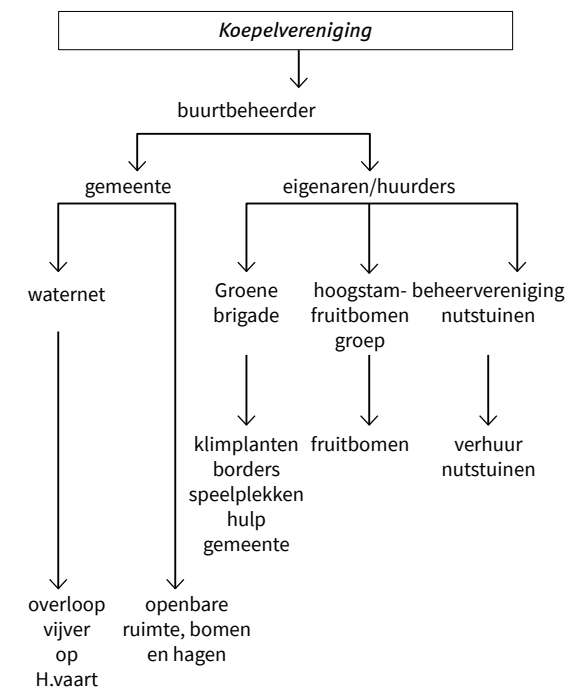 Koepelvereniging
buurtbeheerder
gemeente
eigenaren/huurders
waternet
Groene
brigade
hoogstam-
fruitbomen
groep
beheervereniging
nutstuinen
klimplanten
borders
speelplekken
hulp
gemeente
fruitbomen
verhuur
nutstuinen
overloop
vijver
op
H.vaart
openbare
ruimte, bomen
en hagen